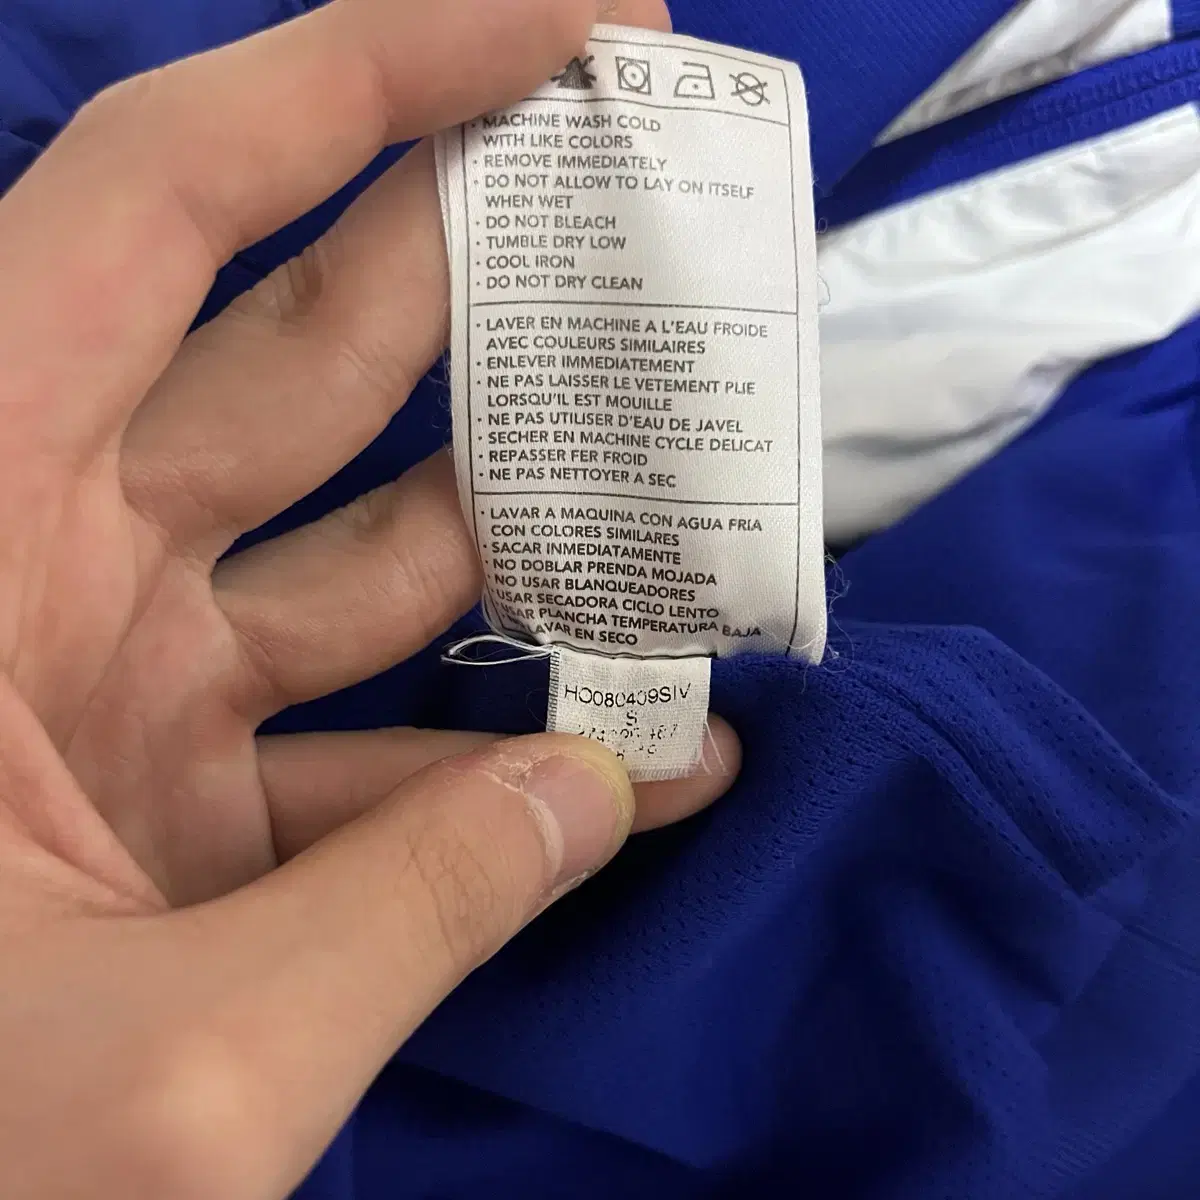 · MACHINE WASH COLD
WITH LIKE COLORS
· REMOVE IMMEDIATELY
· DO NOT ALLOW TO LAY ON ITSELF
WHEN WET
· DO NOT BLEACH
· TUMBLE DRY LOW
· COOL IRON
· DO NOT DRY CLEAN
· LAVER EN MACHINE A L'EAU FROIDE
AVEC COULEURS SIMILAIRES
· ENLEVER IMMEDIATEMENT
· NE PAS LAISSER LE VETEMENT PLIE
LORSQU'IL EST MOUILLE
· NE PAS UTILISER D'EAU DE JAVEL
· SECHER EN MACHINE CYCLE DELICAT
· REPASSER FER FROID
· NE PAS NETTOYER A SEC
· LAVAR A MAQUINA CON AGUA FRIA
CON COLORES SIMILARES
· SACAR INMEDIATAMENTE
· NO DOBLAR PRENDA MOJADA
· NO USAR BLANQUEADORES
· USAR SECADORA CICLO LENTO
· USAR PLANCHA TEMPERATURA BAJA
LAVAR EN SECO
HO080409SIV
S